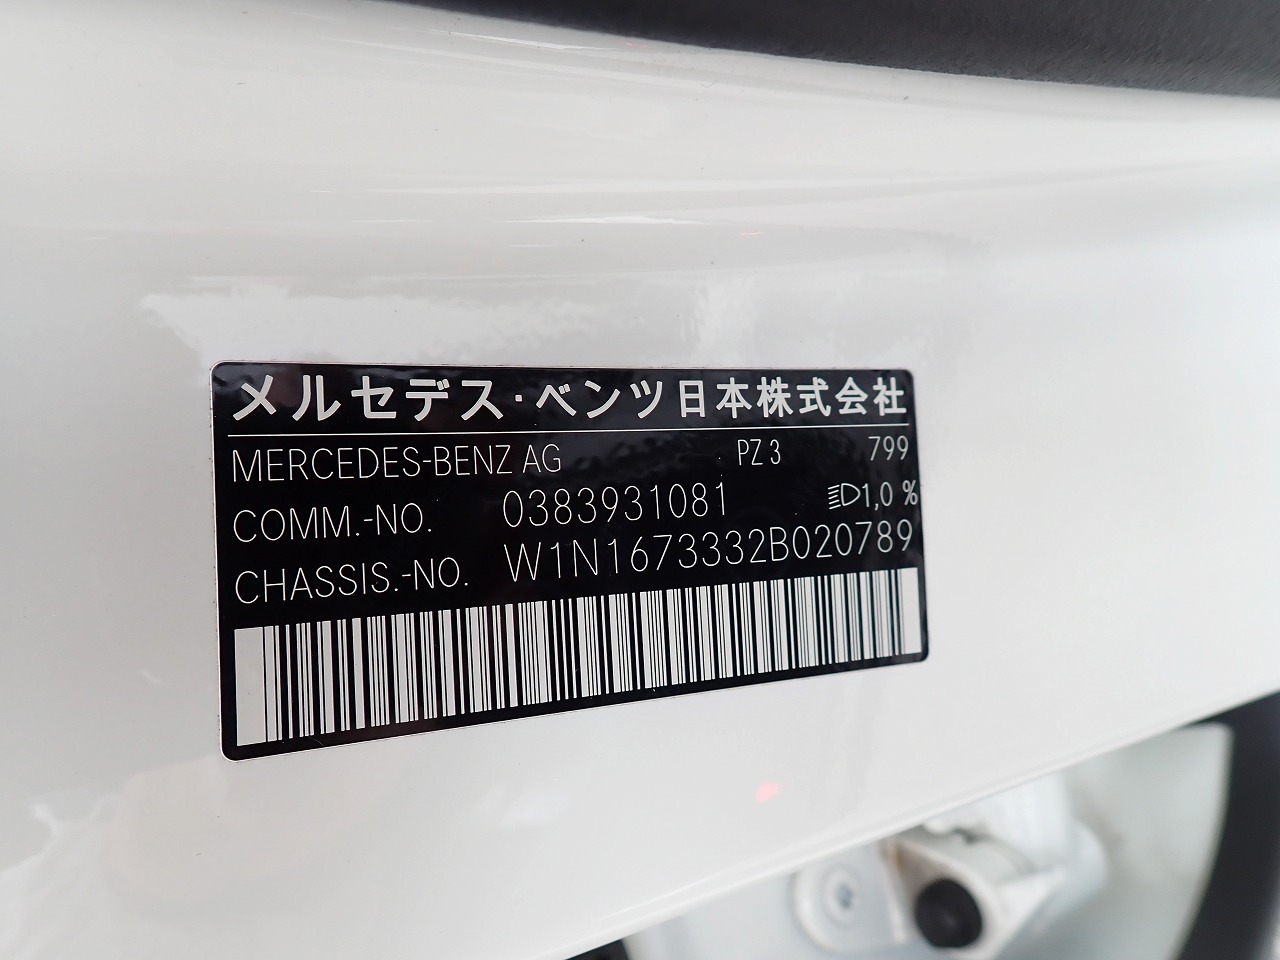 メルセデス・ベンツ日本株式会社
MERCEDES-BENZ AG PZ 3 799
COMM.-NO. 0383931081 1,0 %
CHASSIS.-NO. W1N1673332B020789